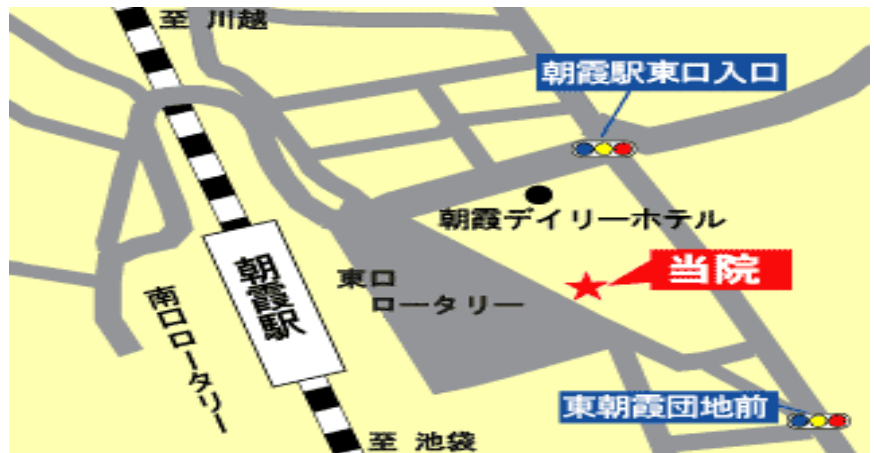 至 川越
朝霞駅東口入口
朝霞デイリーホテル
当院
朝霞駅
東口
ロータリー
南口ロータリー
東朝霞団地前
至 池袋